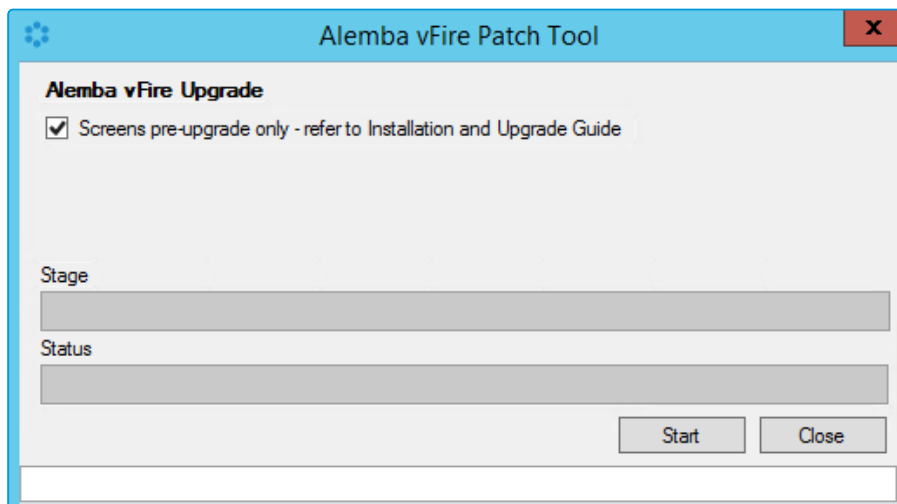 Alemba vFire Patch Tool
x
Alemba vFire Upgrade
Screens pre-upgrade only - refer to Installation and Upgrade Guide
Stage
Status
Start Close